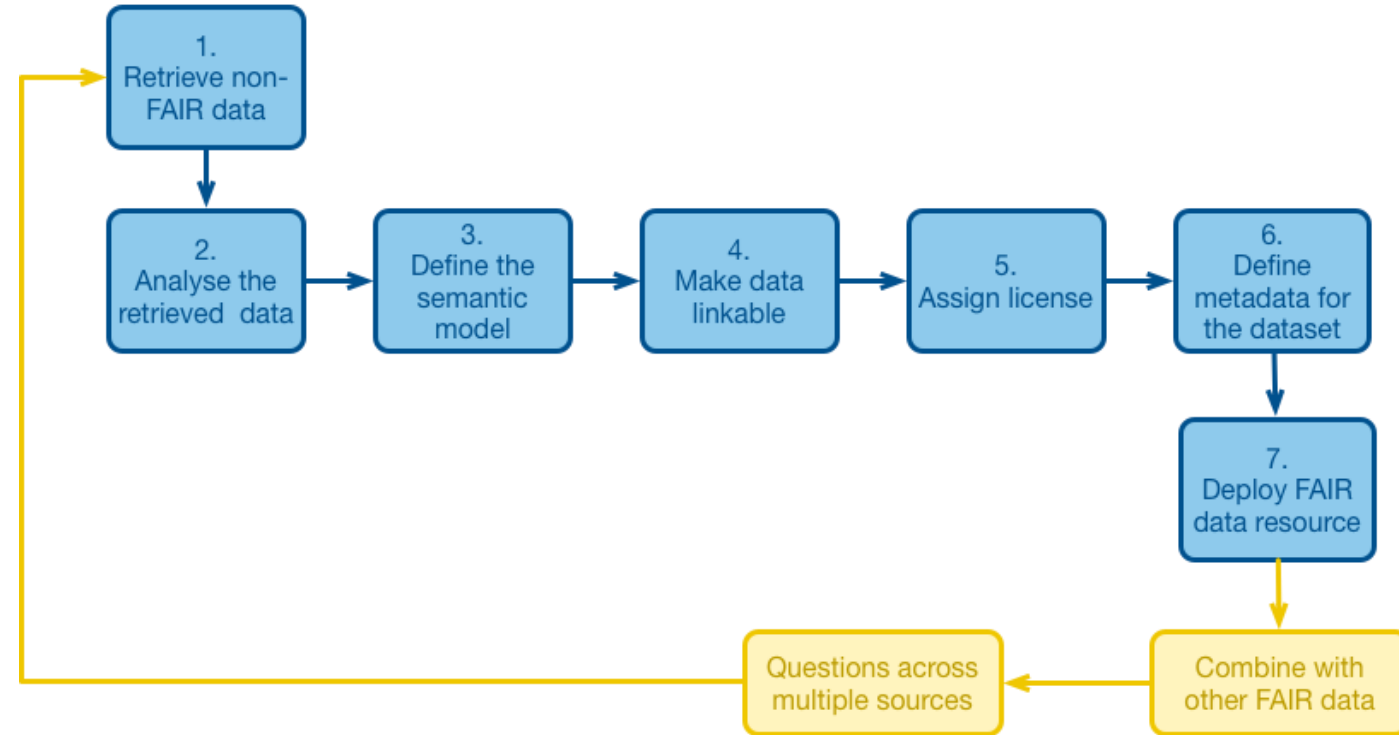 1.
Retrieve non-
FAIR data
2.
Analyse the
retrieved  data
3.
Define the
semantic
model
4.
Make data
linkable
5.
Assign license
6.
Define
metadata for
the dataset
7.
Deploy FAIR
data resource
Questions across
multiple sources
Combine with
other FAIR data